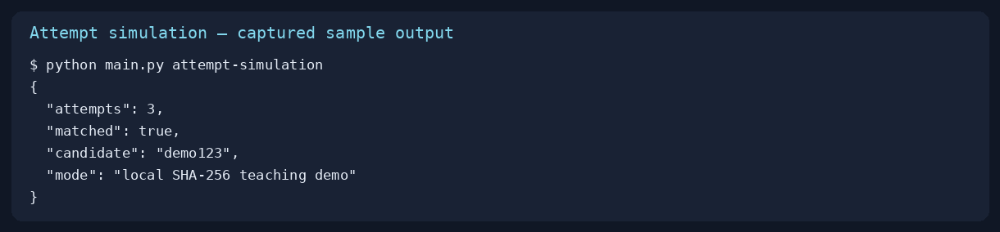 Attempt simulation — captured sample output
$ python main.py attempt-simulation
{
  "attempts": 3,
  "matched": true,
  "candidate": "demo123",
  "mode": "local SHA-256 teaching demo"
}